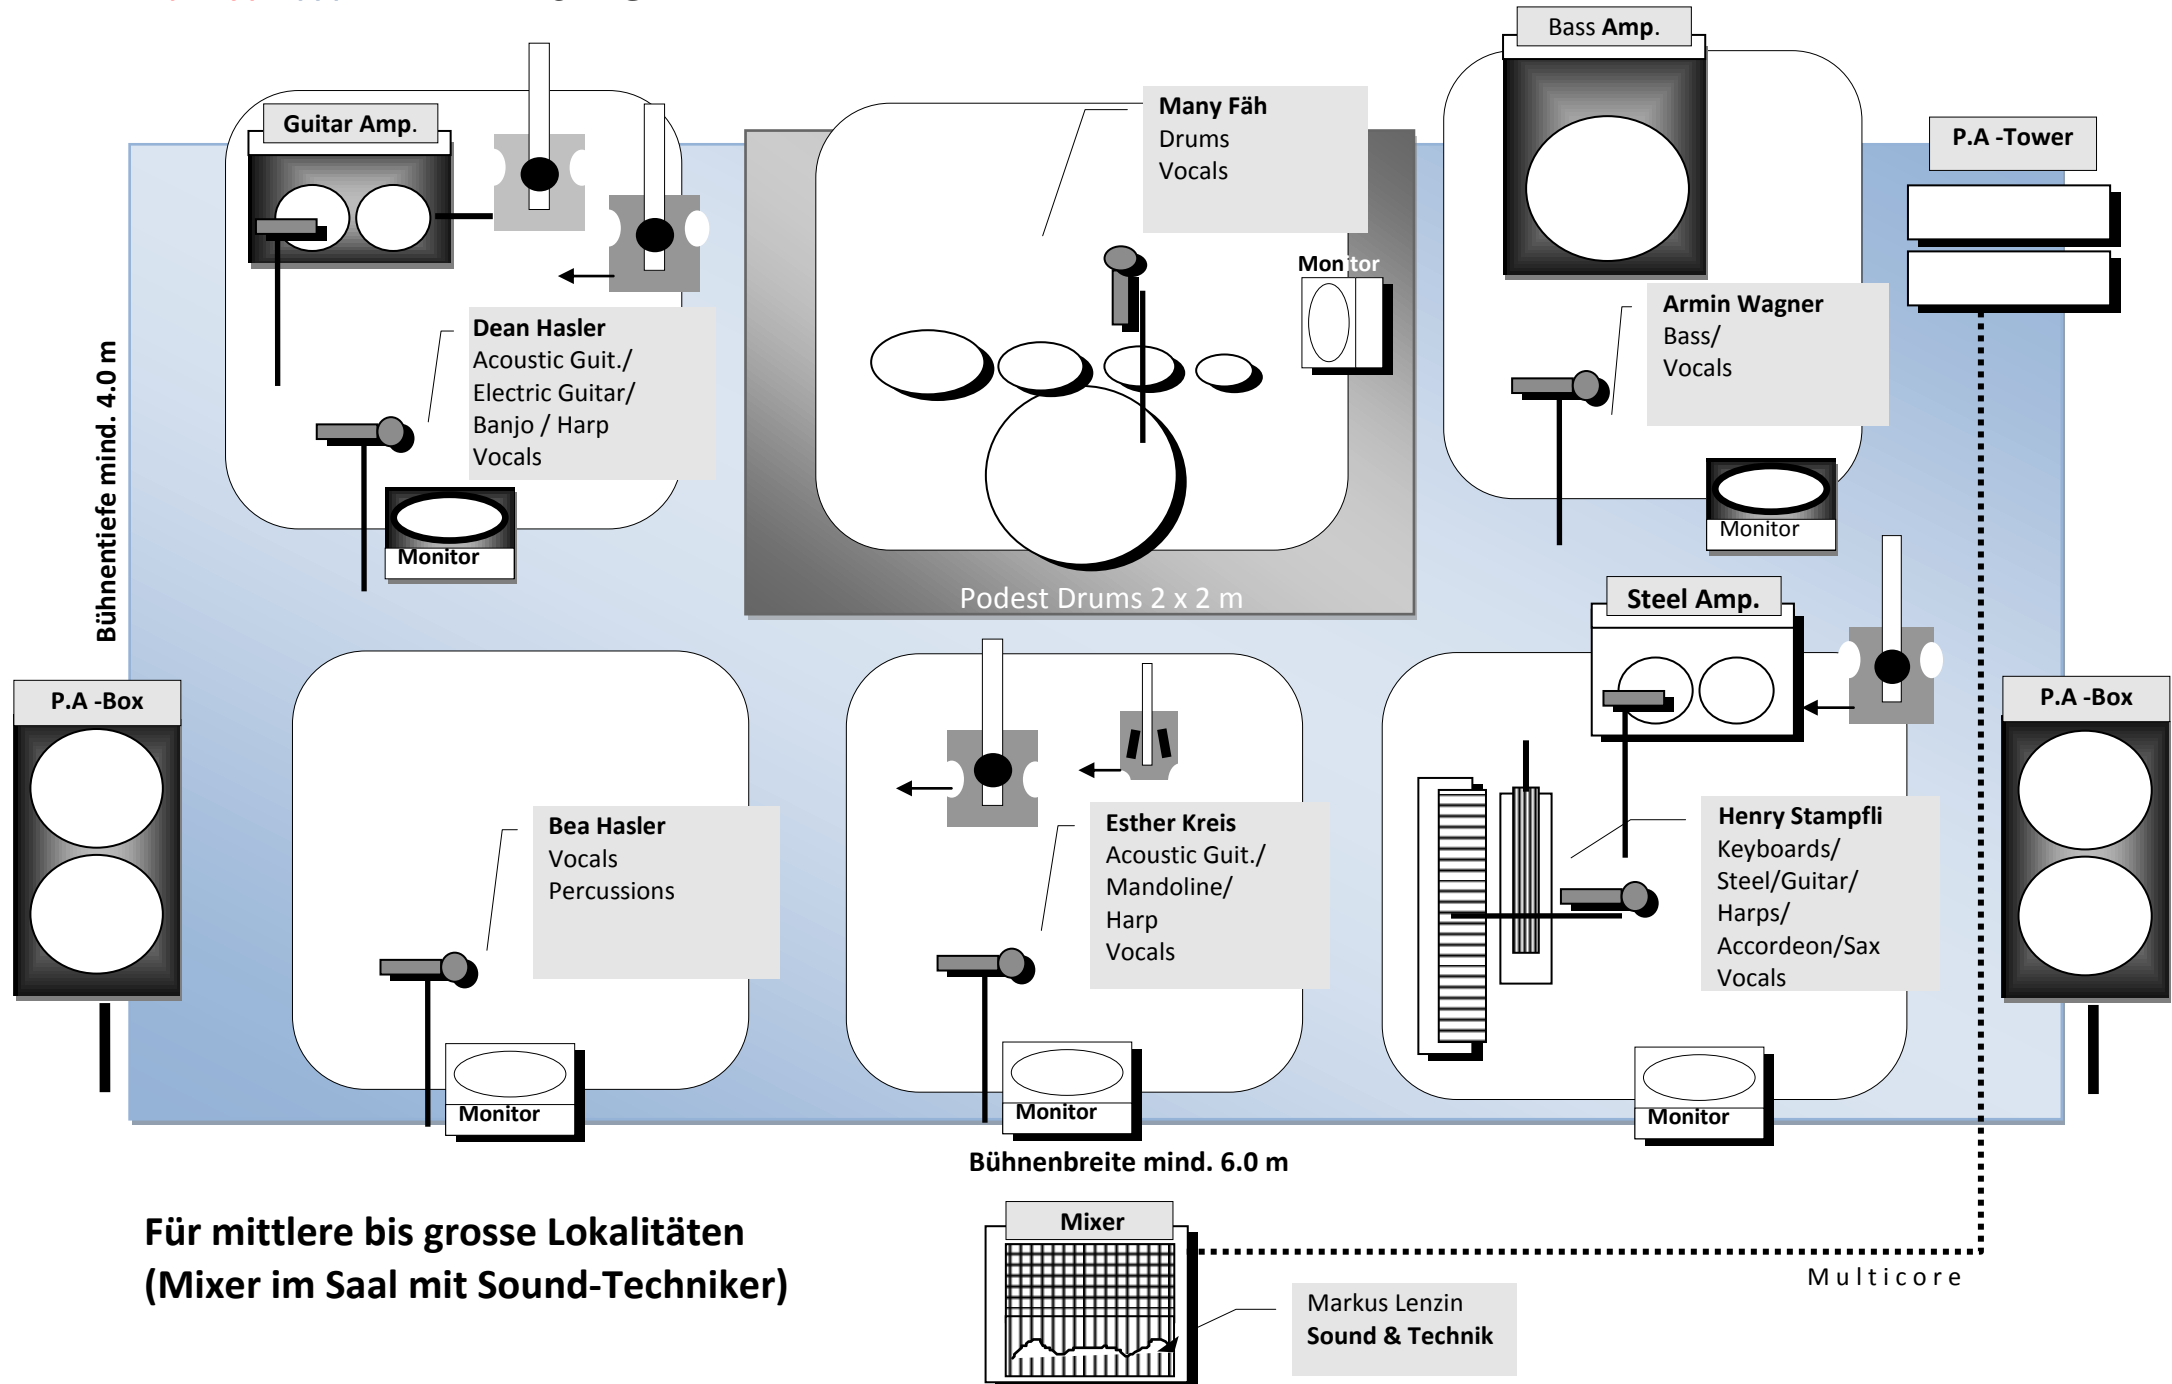 Bass Amp.
Guitar Amp.
Many Fäh
Drums
Vocals
P.A -Tower
Monitor
Armin Wagner
Bass/
Vocals
Dean Hasler
Acoustic Guit./
Electric Guitar/
Banjo / Harp
Vocals
Bühnentiefe mind. 4.0 m
Monitor
Monitor
Podest Drums 2 x 2 m
Steel Amp.
P.A -Box
P.A -Box
Bea Hasler
Vocals
Percussions
Esther Kreis
Acoustic Guit./
Mandoline/
Harp
Vocals
Henry Stampfli
Keyboards/
Steel/Guitar/
Harps/
Accordeon/Sax
Vocals
Monitor
Monitor
Monitor
Bühnenbreite mind. 6.0 m
Für mittlere bis grosse Lokalitäten
(Mixer im Saal mit Sound-Techniker)
Mixer
Multicore
Markus Lenzin
Sound & Technik